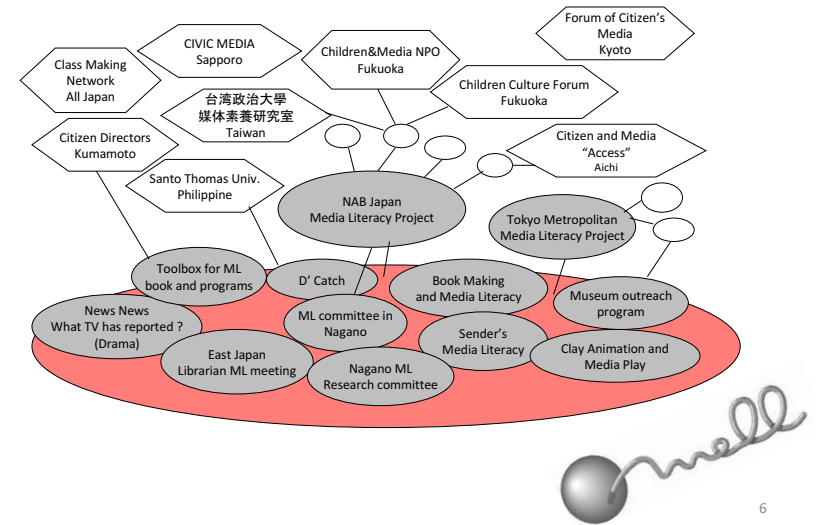 Forum of Citizen's
Media
Kyoto
CIVIC MEDIA
Sapporo
Children&Media NPO
Fukuoka
Class Making
Network
All Japan
Children Culture Forum
Fukuoka
台湾政治大學
媒体素養研究室
Taiwan
Citizen Directors
Kumamoto
Citizen and Media
“Access”
Aichi
Santo Thomas Univ.
Philippine
NAB Japan
Media Literacy Project
Tokyo Metropolitan
Media Literacy Project
Toolbox for ML
book and programs
D’ Catch
Book Making
and Media Literacy
Museum outreach
program
News News
What TV has reported ?
(Drama)
ML committee in
Nagano
Sender’s
Media Literacy
East Japan
Librarian ML meeting
Nagano ML
Research committee
Clay Animation and
Media Play
mell
6